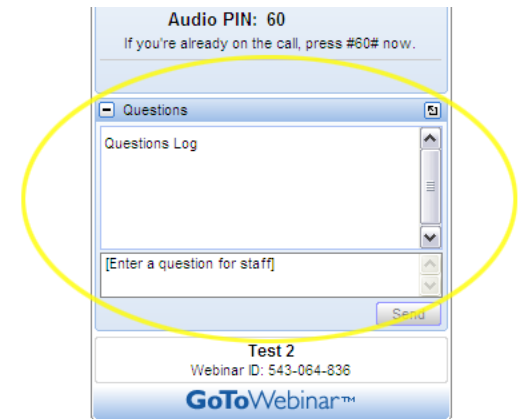 Audio PIN: 60
If you're already on the call, press #60# now.
Questions
Questions Log
[Enter a question for staff]
Send
Test 2
Webinar ID: 543-064-836
GoToWebinar™